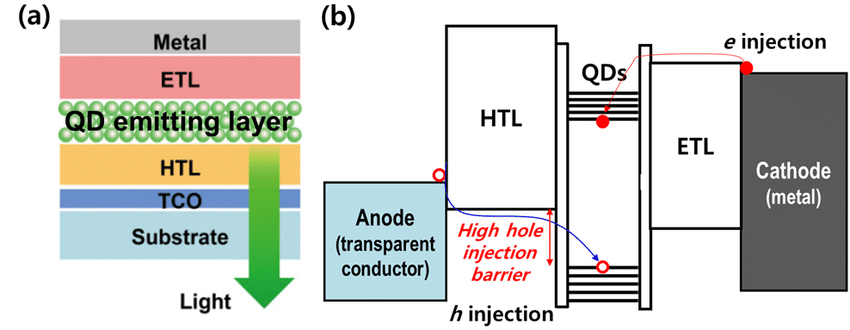 (a)
Metal
ETL
QD emitting layer
HTL
TCO
Substrate
Light
(b)
e injection
QDs
HTL
ETL
Cathode
(metal)
Anode
(transparent
conductor)
High hole
injection
barrier
h injection